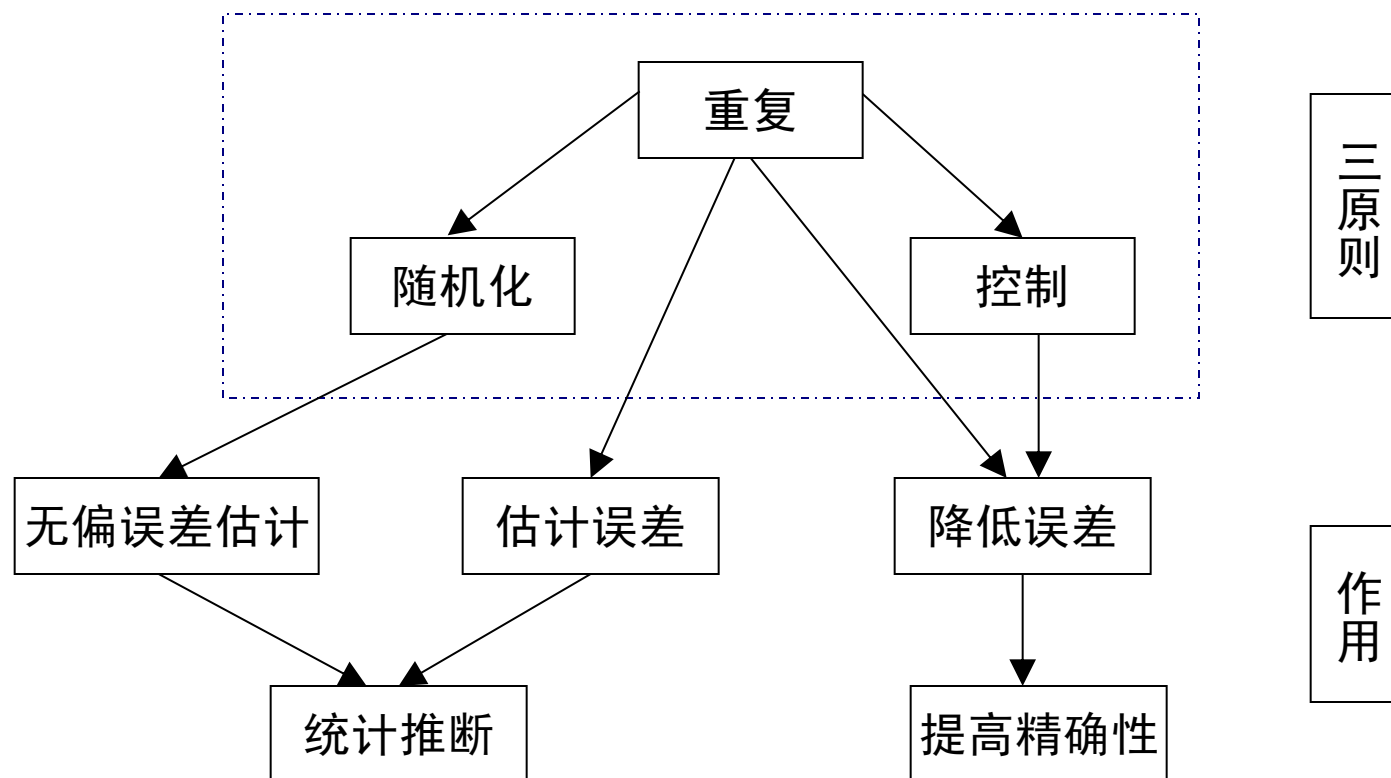 重复
三原则
随机化
控制
无偏误差估计
估计误差
降低误差
作用
统计推断
提高精确性